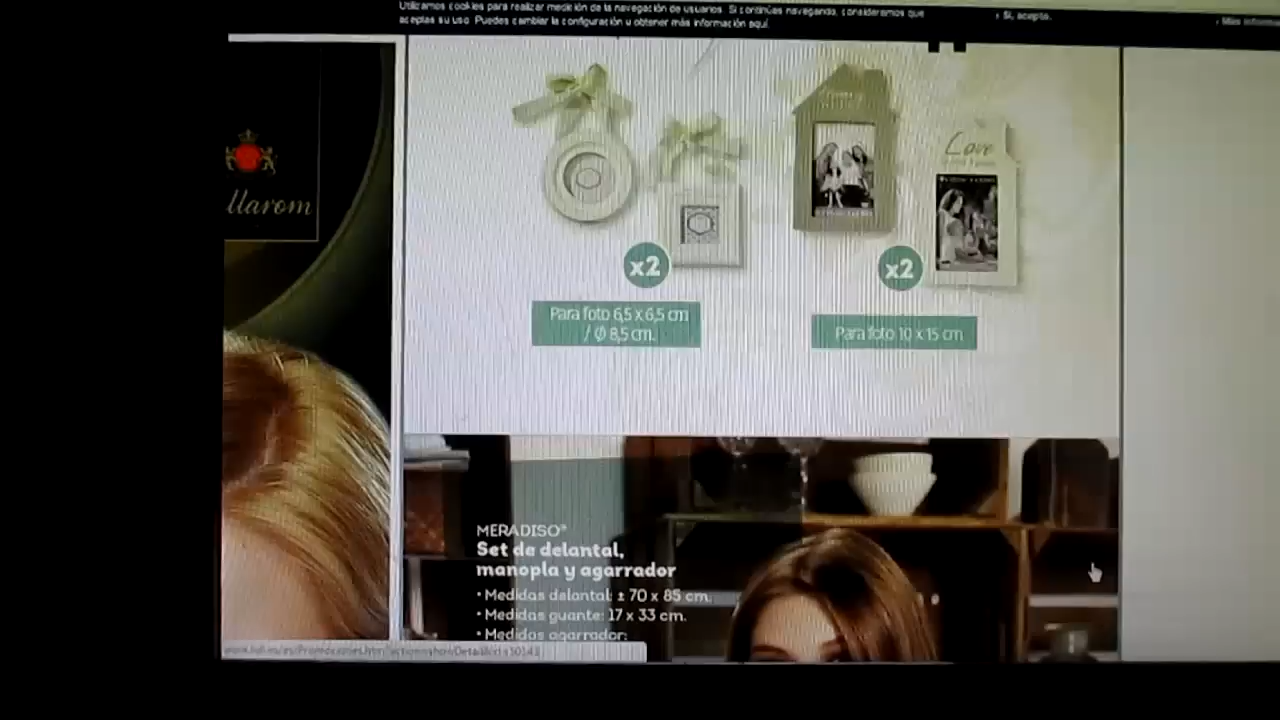 Utilizamos cookies para realizar medición de la navegación de usuarios. Si continúas navegando, consideramos que
aceptas su uso. Puedes cambiar la configuración u obtener más información aquí.
› Sí, acepto.
› Más informa
llarom
Love
x2
x2
Para foto 6,5 x 6,5 cm
/ Ø 8,5 cm.
Para foto 10 x 15 cm
MERADISO®
Set de delantal,
manopla y agarrador
• Medidas delantal: ± 70 x 85 cm.
• Medidas guante: 17 x 33 cm.
• Medidas agarrador: